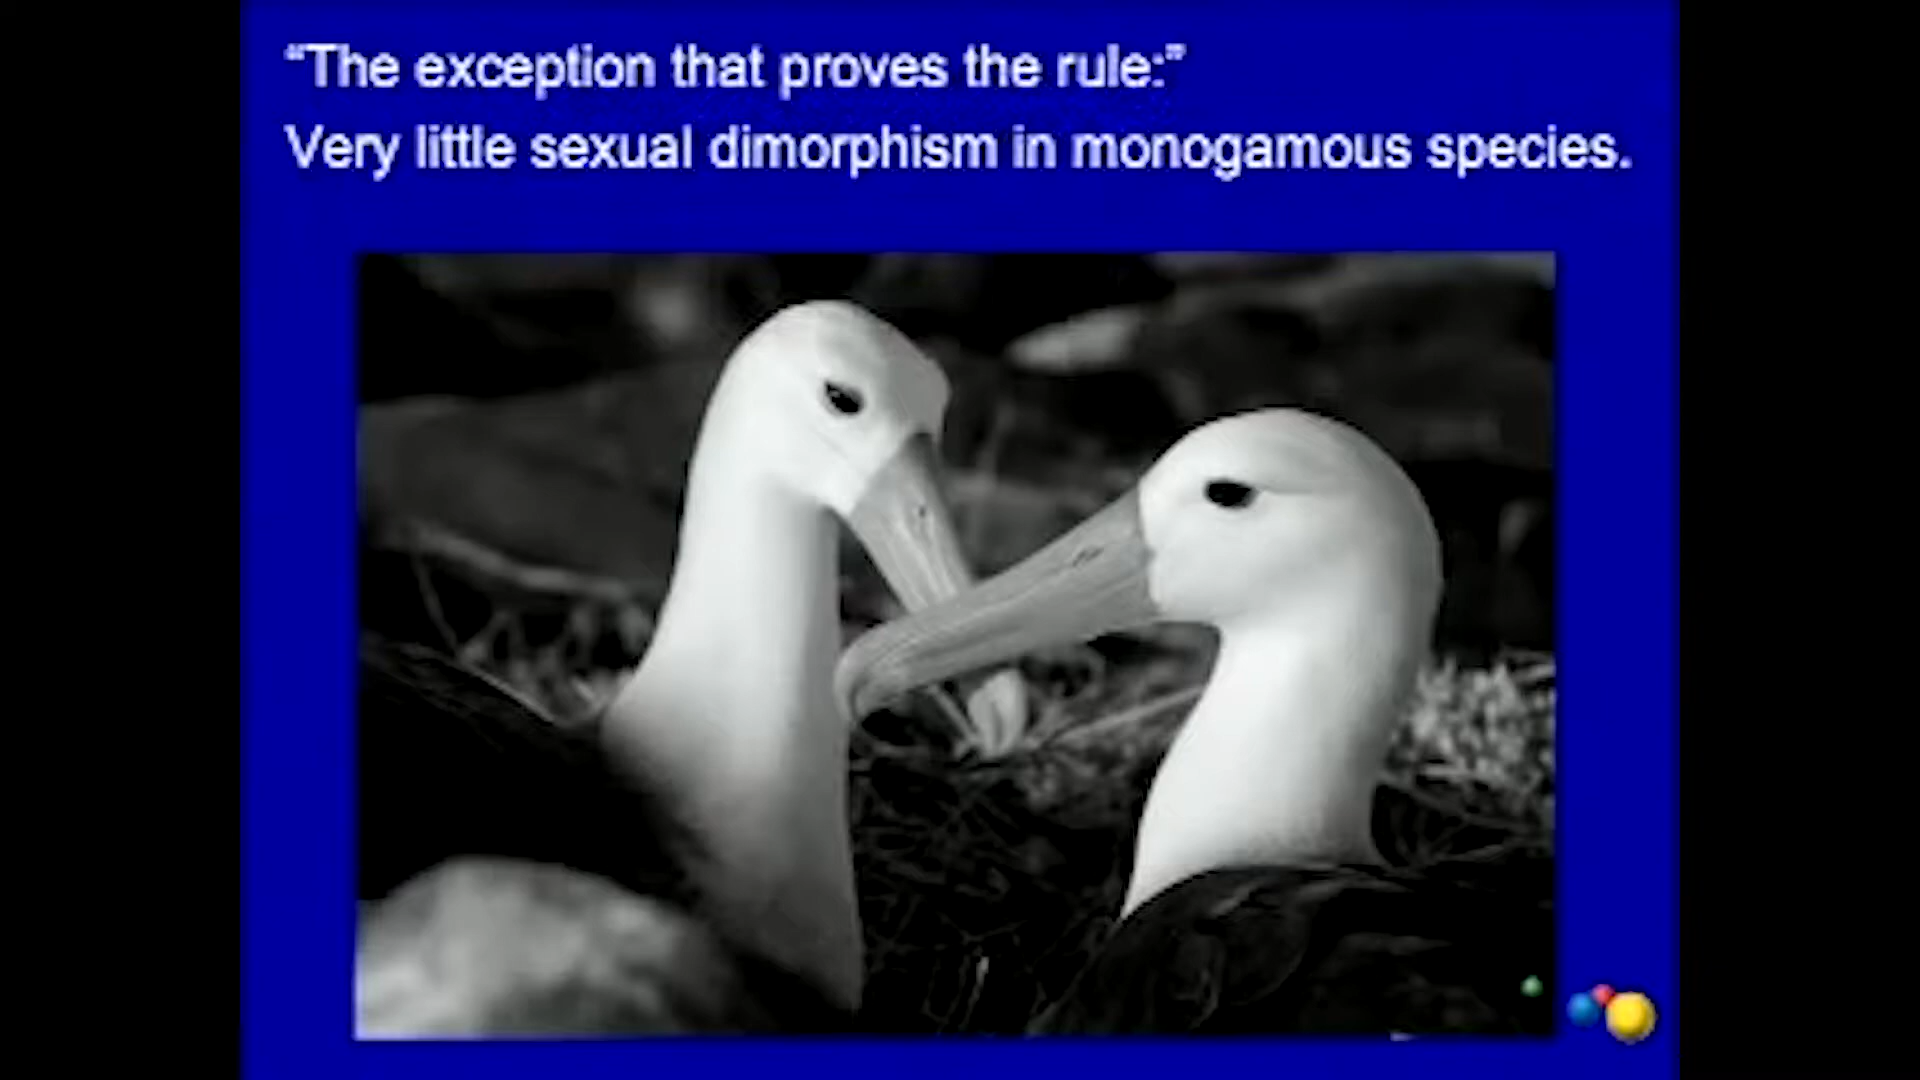 “The exception that proves the rule:”
Very little sexual dimorphism in monogamous species.